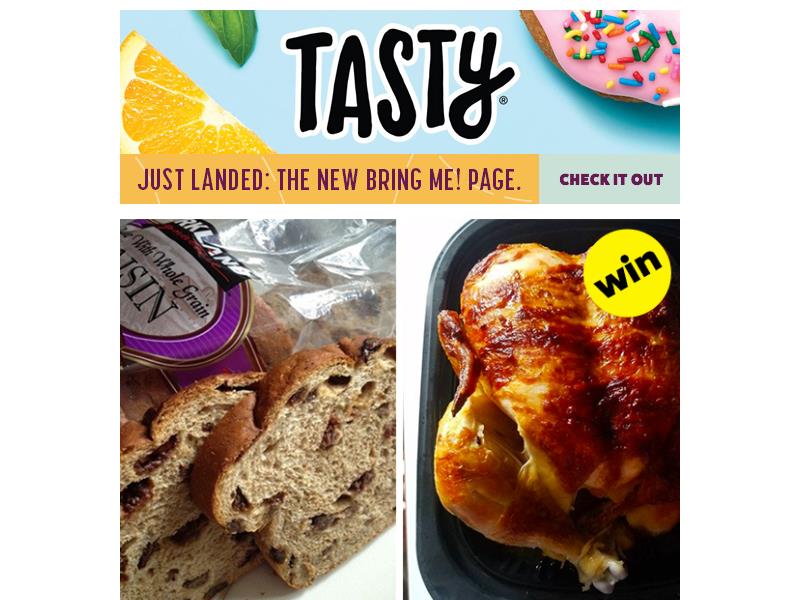 TASTY®
JUST LANDED: THE NEW BRING ME! PAGE.
CHECK IT OUT
With Whole Grain
win